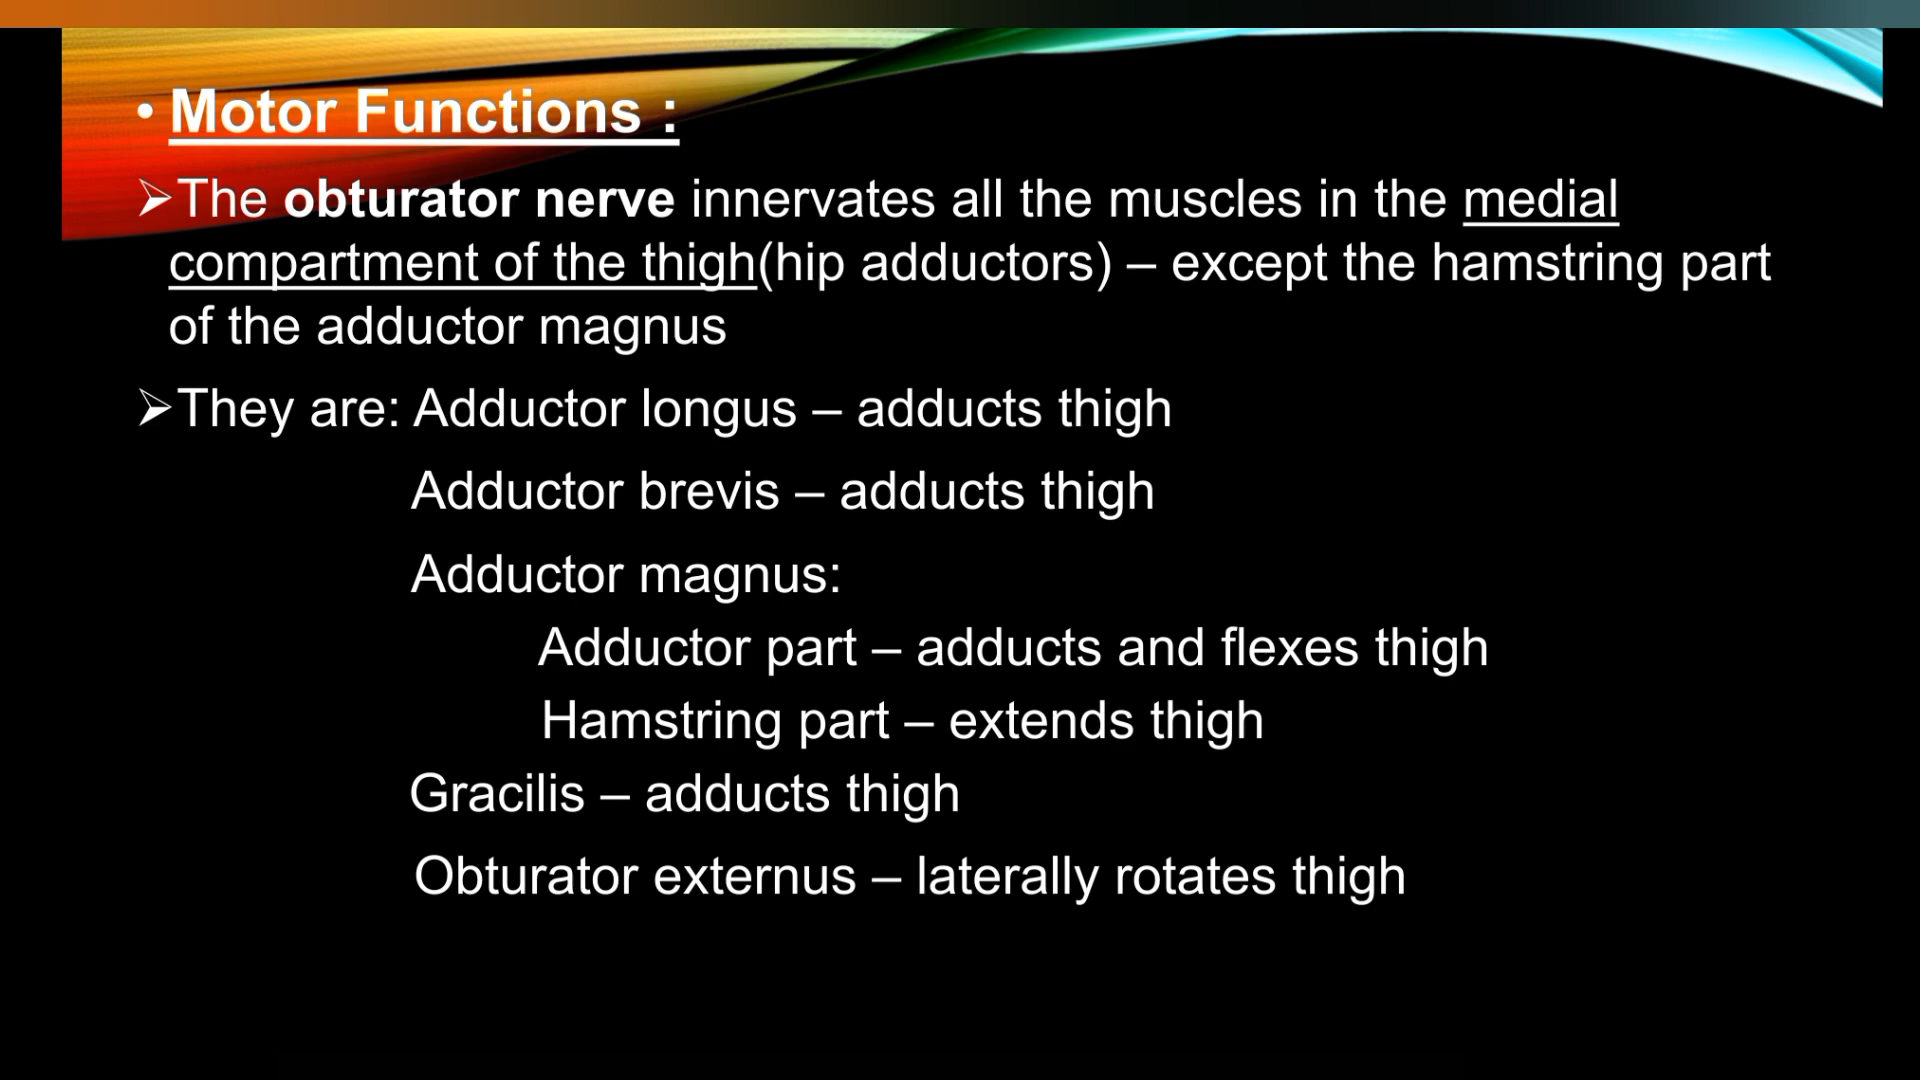 • Motor Functions :
➢The obturator nerve innervates all the muscles in the medial
compartment of the thigh(hip adductors) – except the hamstring part
of the adductor magnus
➢They are: Adductor longus – adducts thigh
Adductor brevis – adducts thigh
Adductor magnus:
Adductor part – adducts and flexes thigh
Hamstring part – extends thigh
Gracilis – adducts thigh
Obturator externus – laterally rotates thigh